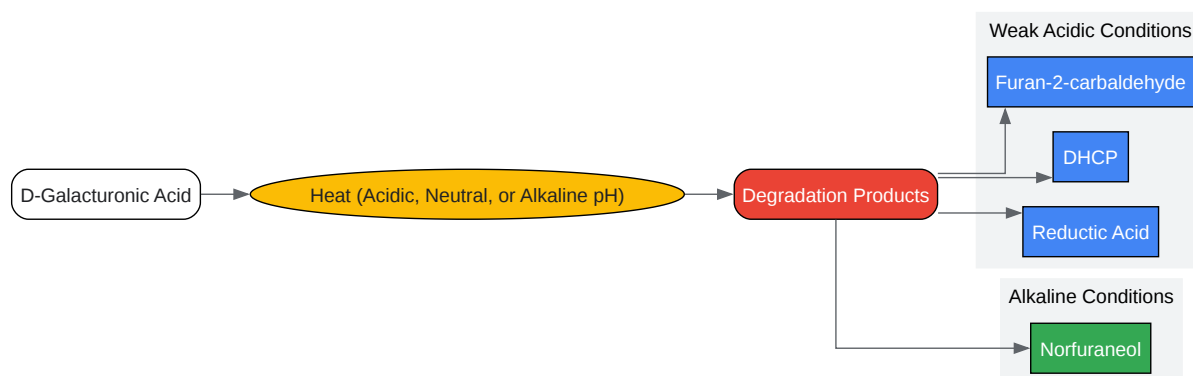 Weak Acidic Conditions
Furan-2-carbaldehyde
DHCP
D-Galacturonic Acid
Heat (Acidic, Neutral, or Alkaline pH)
Degradation Products
Reductic Acid
Alkaline Conditions
Norfuraneol